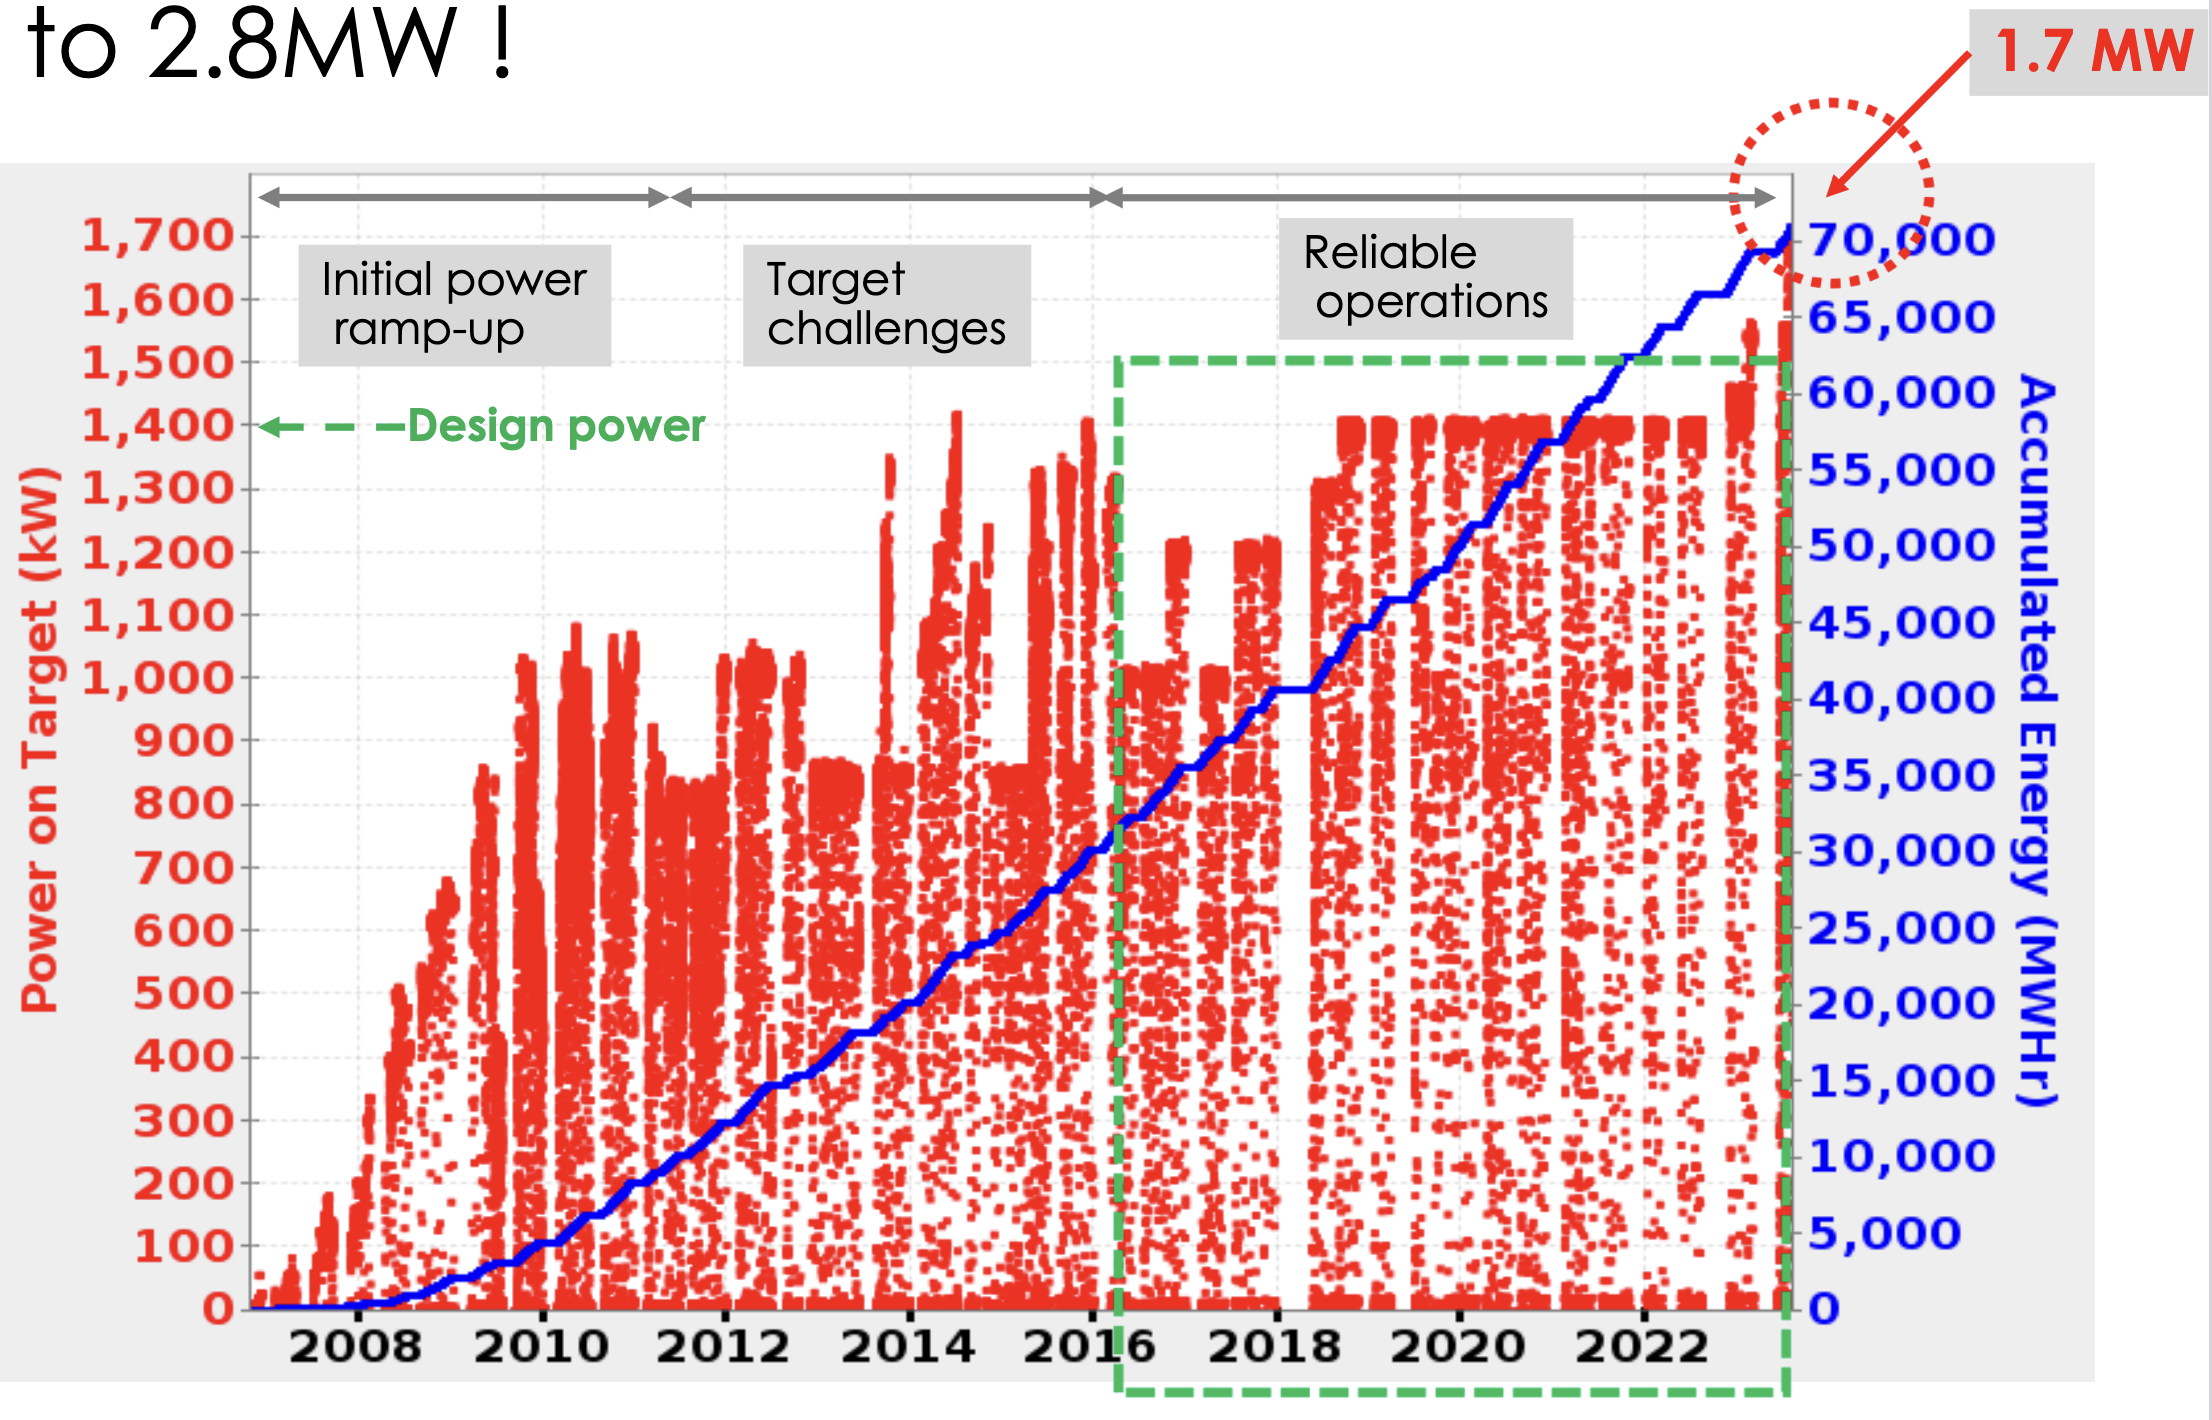 to 2.8MW !
1.7 MW
Initial power
ramp-up
Target
challenges
Reliable
operations
Design power
Power on Target (kW)
1,700
1,600
1,500
1,400
1,300
1,200
1,100
1,000
900
800
700
600
500
400
300
200
100
0
70,000
65,000
60,000
55,000
50,000
45,000
40,000
35,000
30,000
25,000
20,000
15,000
10,000
5,000
0
Accumulated Energy (MWHr)
2008 2010 2012 2014 2016 2018 2020 2022